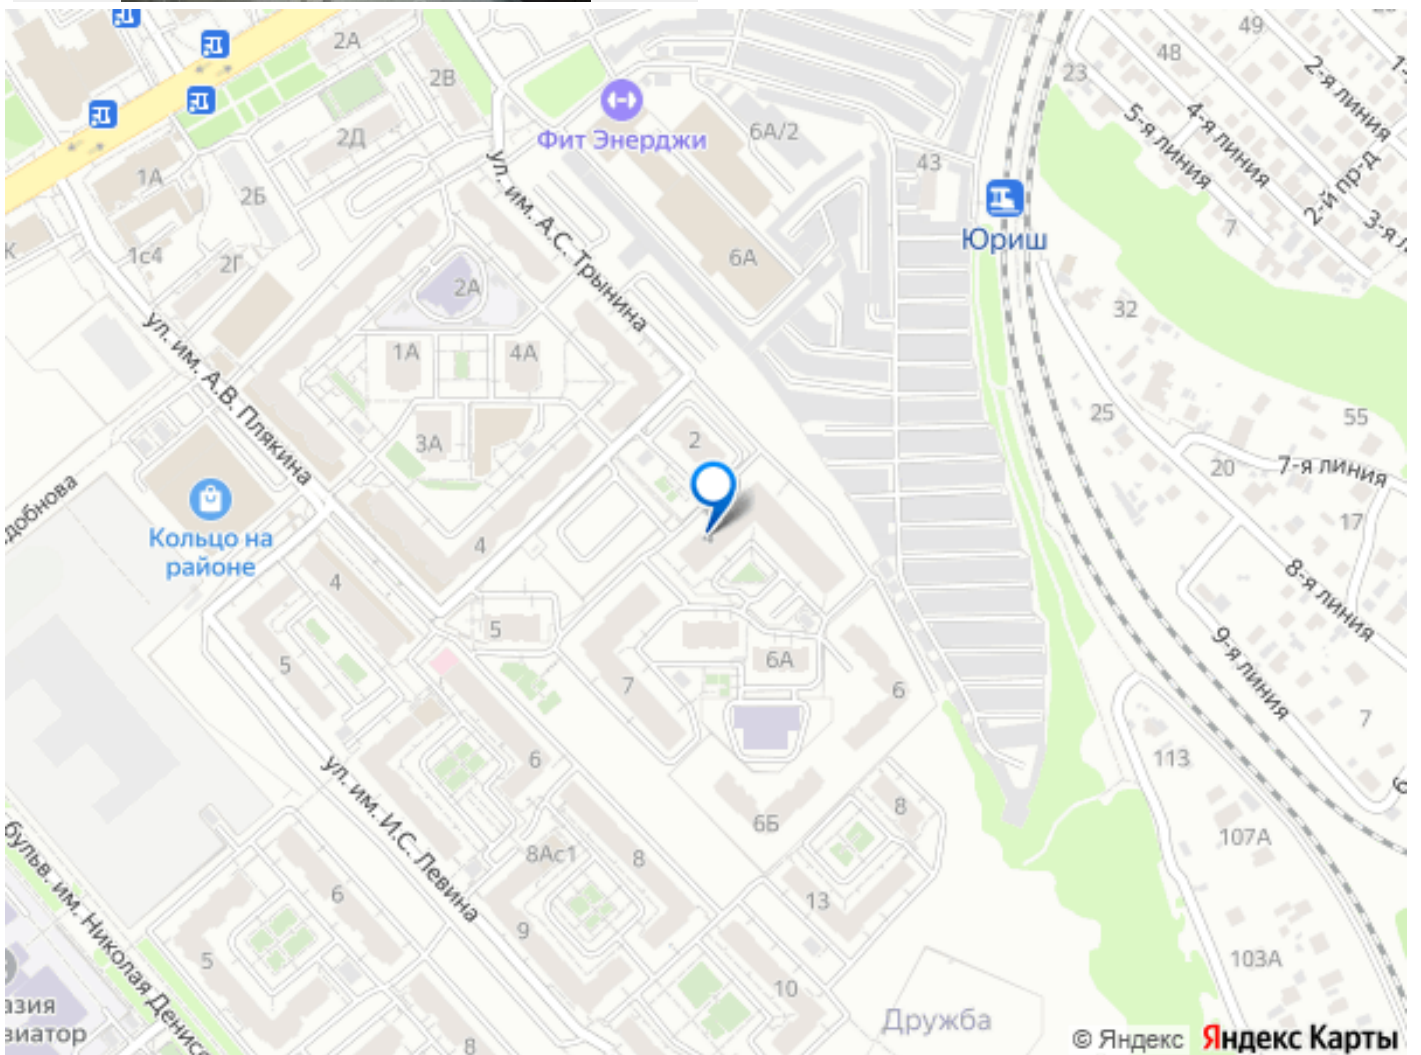 49
2А
48
2-я линия
2В
23
4-я линия
5-я линия
6А/2
Фит Энерджи
2Д
43
2-й пр-д
1А
2Б
3-я л
7
ул. им. А.С. Трынина
К
1с4
2Г
6А
Юриш
2А
32
ул. им. А.В. Плякина
1А
4А
25
55
3А
2
20
7-я линия
добнова
17
Кольцо на
районе
4
4
8-я линия
5
6А
9-я линия
5
7
6
7
6
113
ул. им. И.С. Левина
6Б
8
107А
бульв. им. Николая Денисо
8Ас1
8
6
13
9
5
103А
10
азия
виатор
Дружба
8
© Яндекс Яндекс Карты